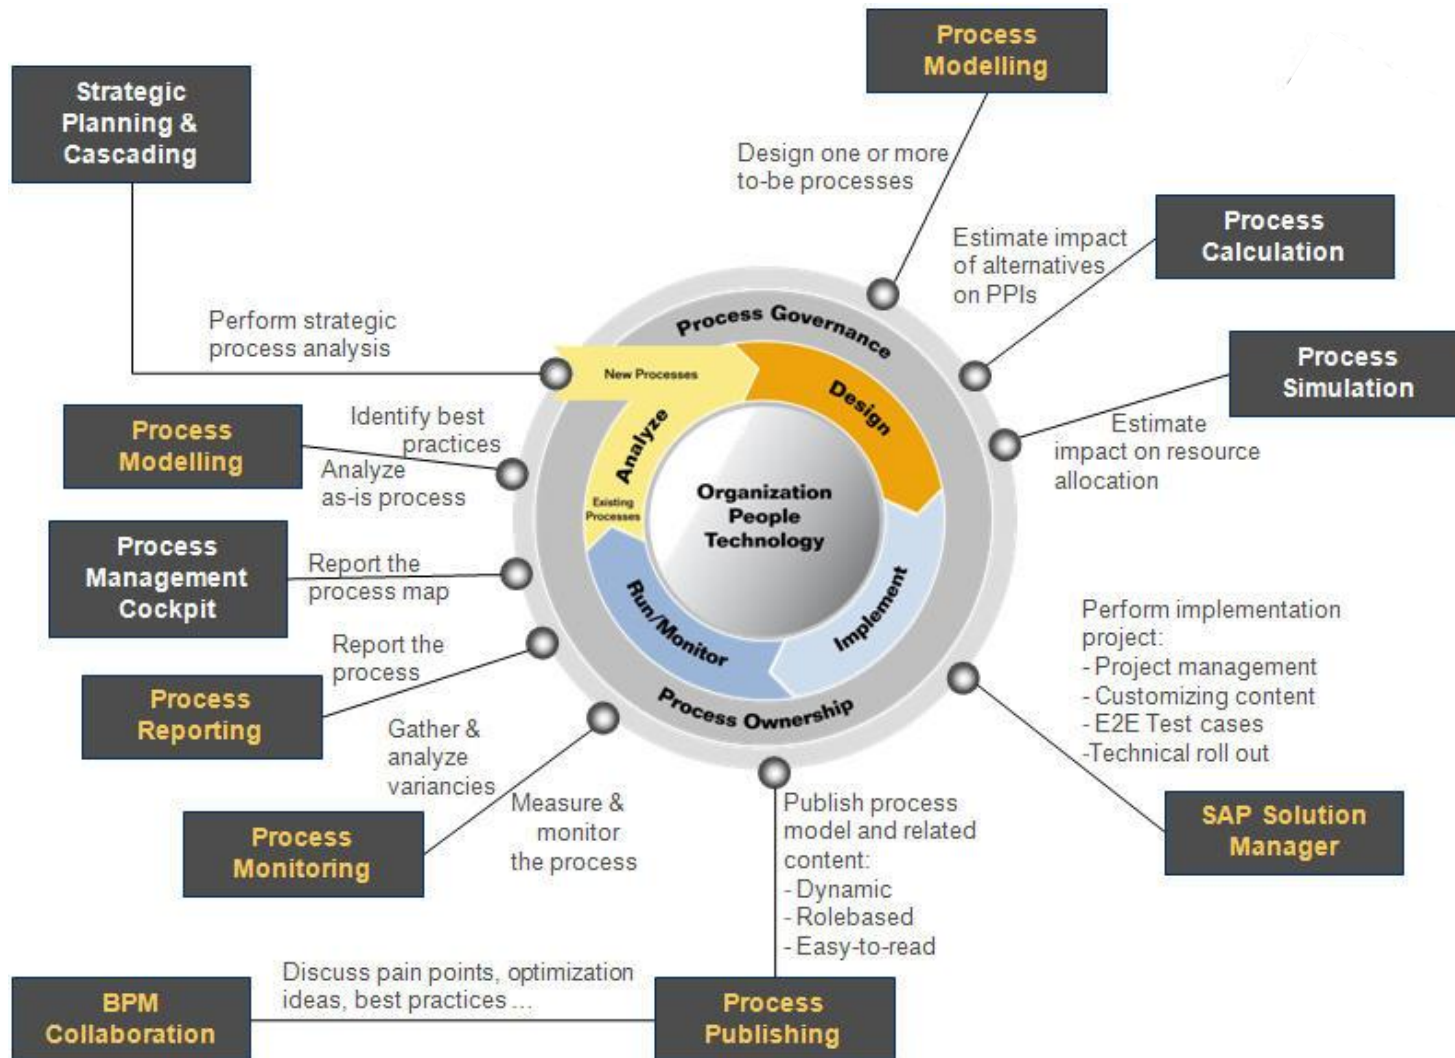 Process
Modelling
Strategic
Planning &
Cascading
Design one or more
to-be processes
Process
Calculation
Estimate impact
of alternatives
on PPIs
Perform strategic
process analysis
Process Governance
Process
Simulation
New Processes
Design
Estimate
impact on resource
allocation
Process
Modelling
Identify best
practices
Analyze
as-is process
Analyze
Existing
Processes
Organization
People
Technology
Process
Management
Cockpit
Report the
process map
Run/Monitor
Implement
Process Ownership
Perform implementation
project:
- Project management
- Customizing content
- E2E Test cases
-Technical roll out
Report the
process
Process
Reporting
Gather &
analyze
variancies
Process
Monitoring
Measure &
monitor
the process
Publish process
model and related
content:
- Dynamic
- Rolebased
- Easy-to-read
SAP Solution
Manager
BPM
Collaboration
Discuss pain points, optimization
ideas, best practices ...
Process
Publishing